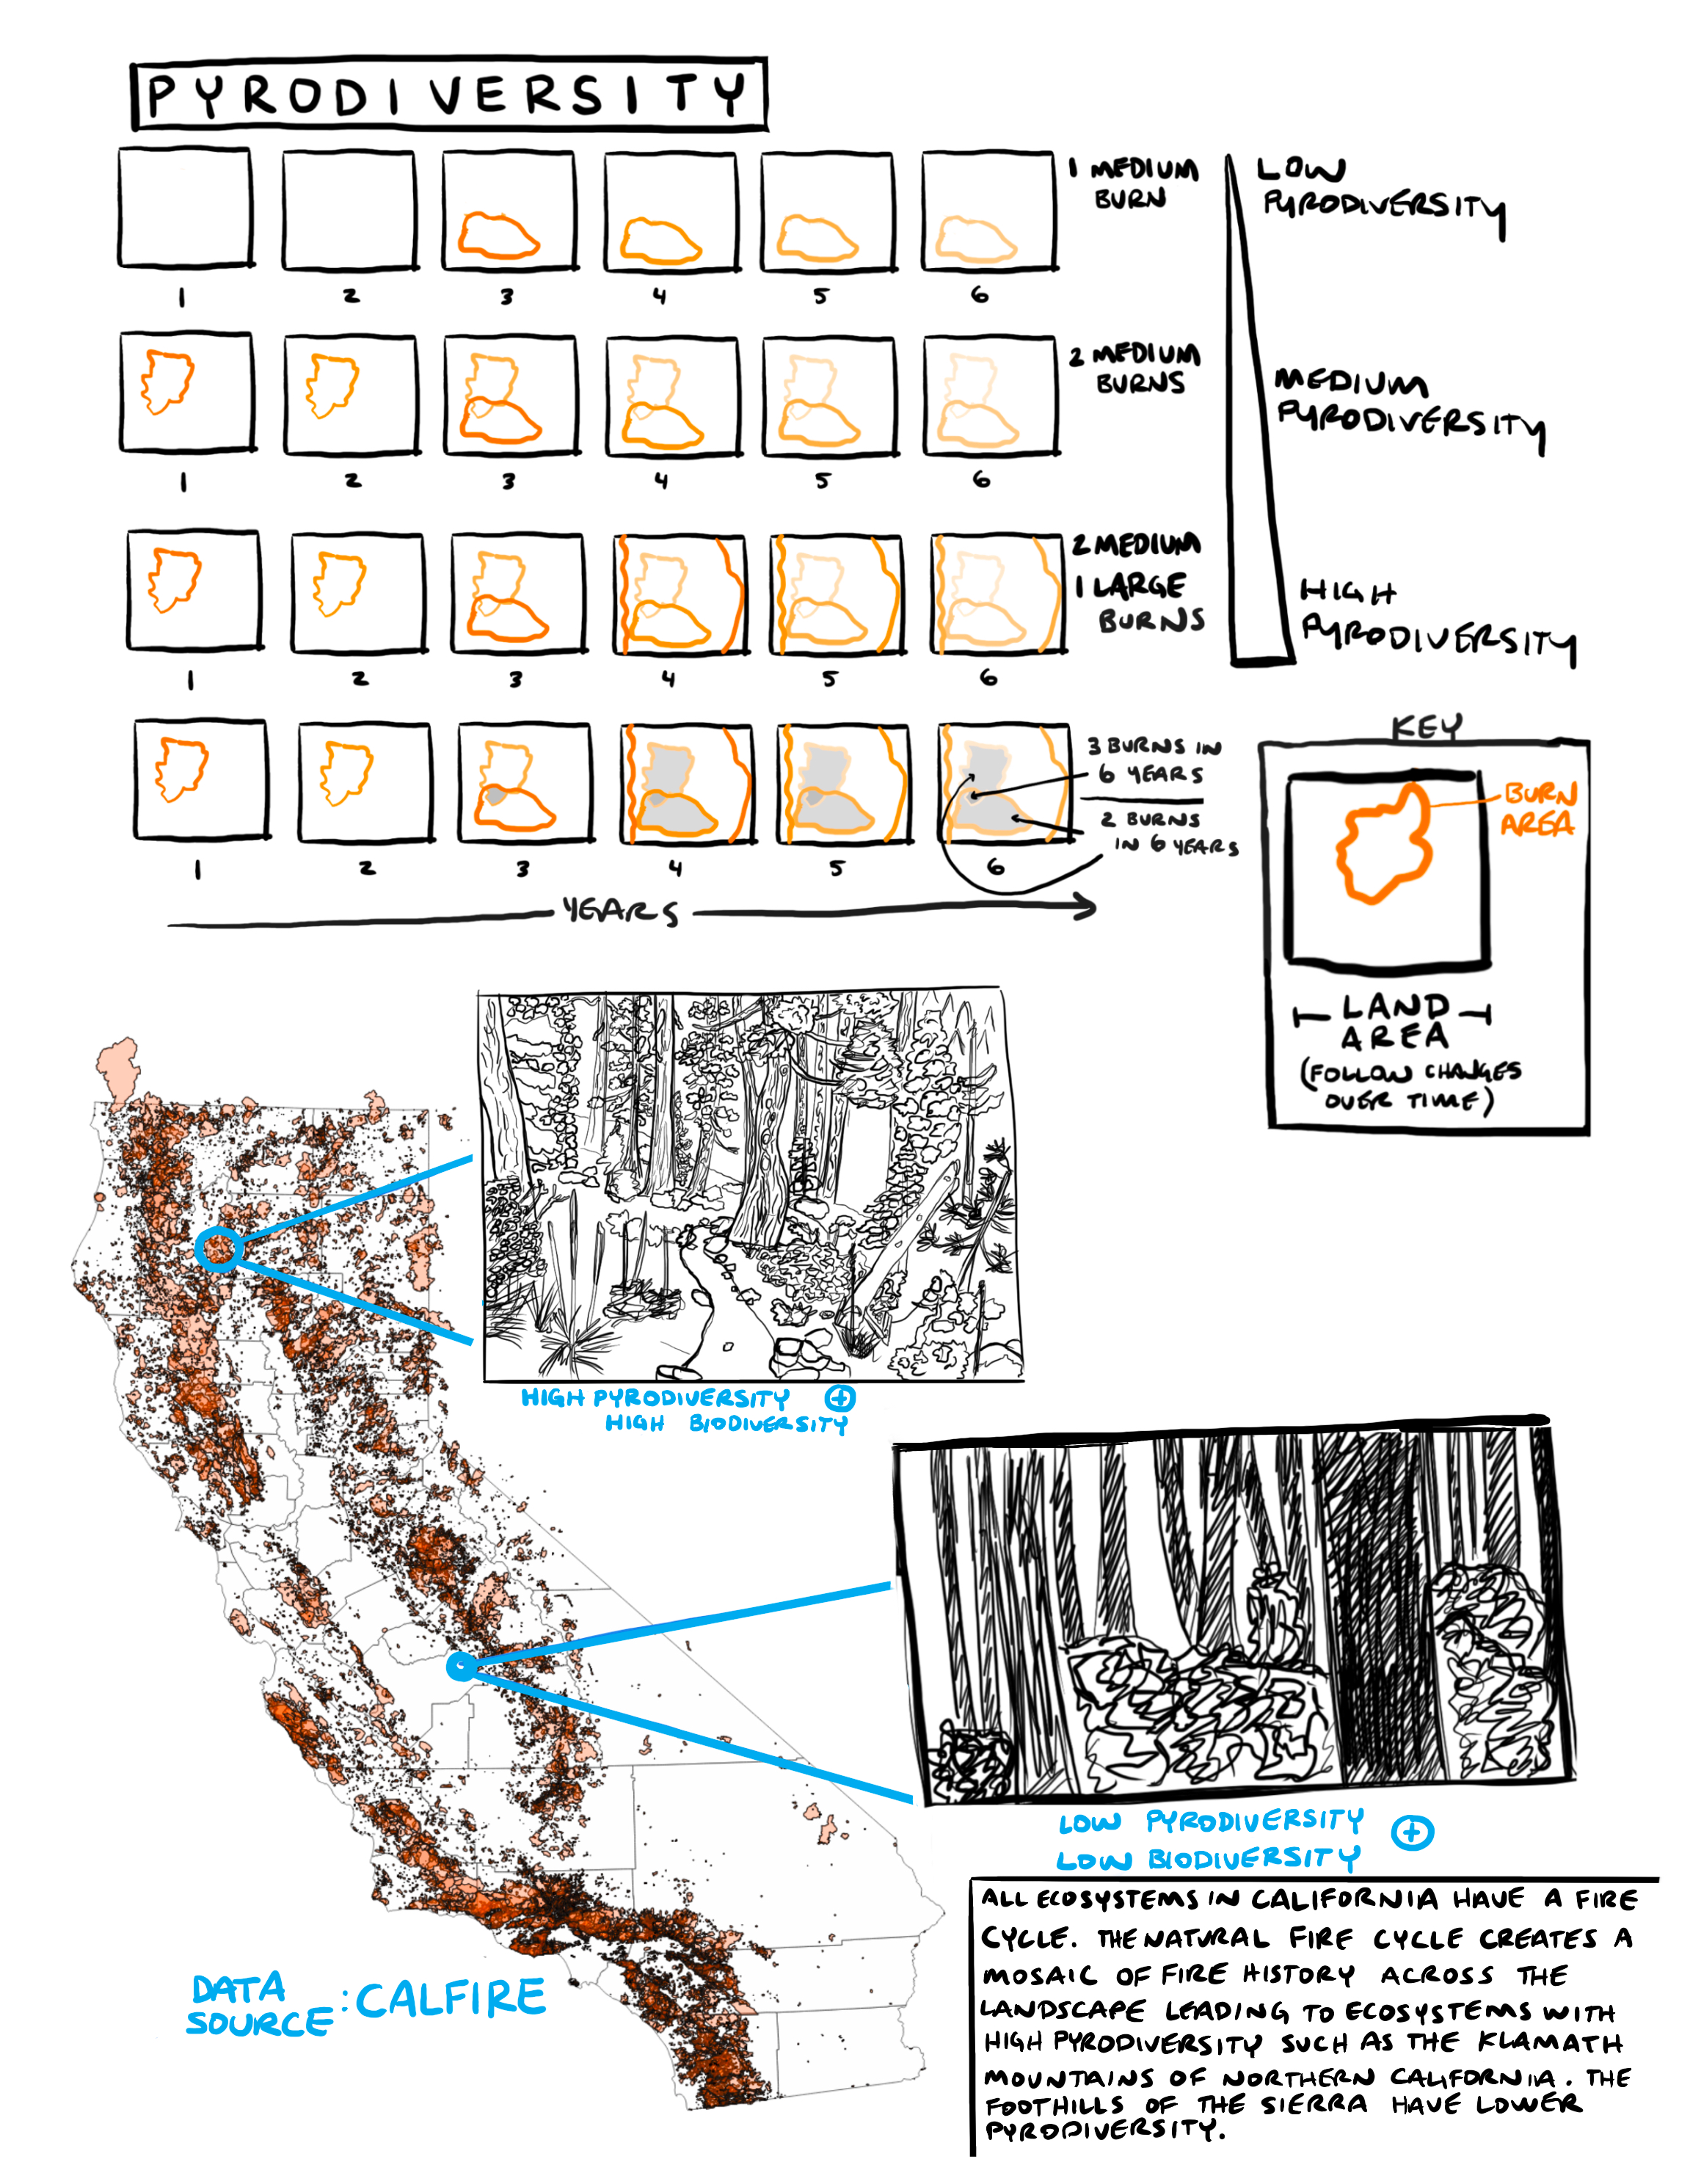 PYRODIVERSITY
1 MEDIUM
BURN
LOW
PYRODIVERSITY
1 2 3 4 5 6
2 MEDIUM
BURNS
MEDIUM
PYRODIVERSITY
1 2 3 4 5 6
2 MEDIUM
1 LARGE
BURNS
HIGH
PYRODIVERSITY
1 2 3 4 5 6
3 BURNS IN
6 YEARS
2 BURNS
IN 6 YEARS
1 2 3 4 5 6
YEARS
KEY
BURN
AREA
LAND
AREA
(FOLLOW CHANGES
OVER TIME)
HIGH PYRODIVERSITY +
HIGH BIODIVERSITY
LOW PYRODIVERSITY +
LOW BIODIVERSITY
DATA
SOURCE : CALFIRE
ALL ECOSYSTEMS IN CALIFORNIA HAVE A FIRE
CYCLE. THE NATURAL FIRE CYCLE CREATES A
MOSAIC OF FIRE HISTORY ACROSS THE
LANDSCAPE LEADING TO ECOSYSTEMS WITH
HIGH PYRODIVERSITY SUCH AS THE KLAMATH
MOUNTAINS OF NORTHERN CALIFORNIA. THE
FOOTHILLS OF THE SIERRA HAVE LOWER
PYRODIVERSITY.